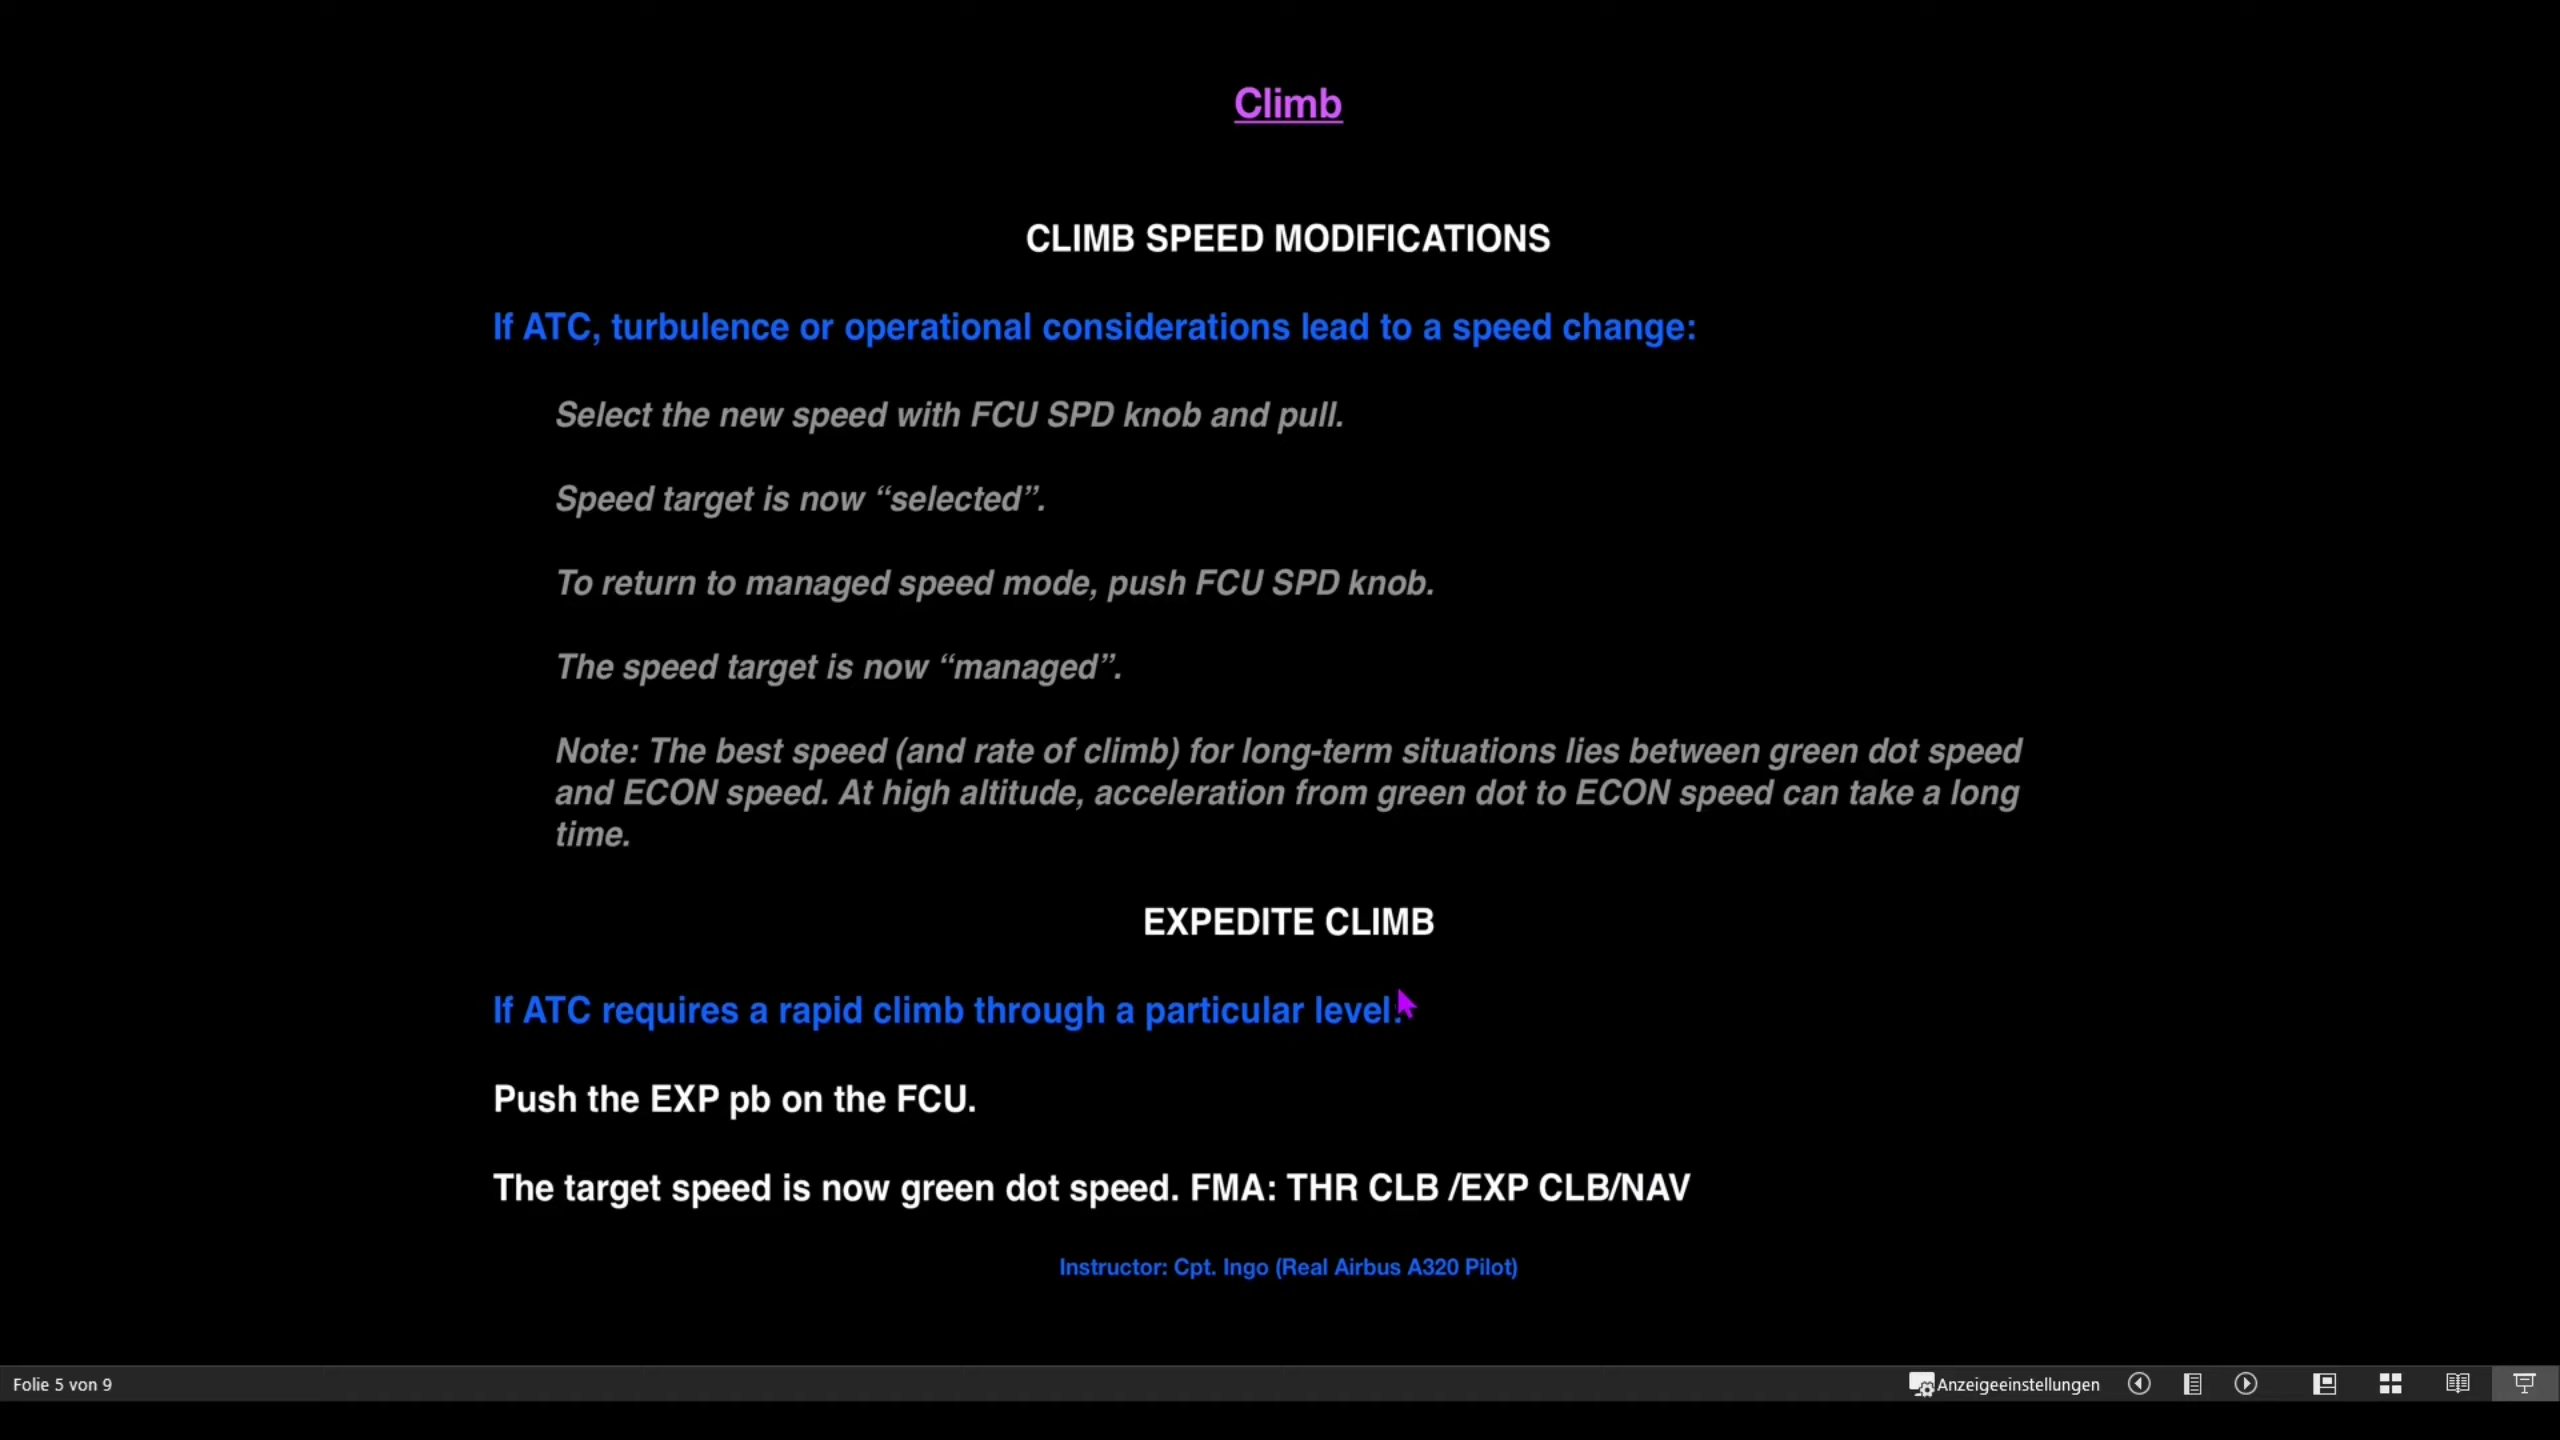 Climb
CLIMB SPEED MODIFICATIONS
If ATC, turbulence or operational considerations lead to a speed change:
Select the new speed with FCU SPD knob and pull.
Speed target is now “selected”.
To return to managed speed mode, push FCU SPD knob.
The speed target is now “managed”.
Note: The best speed (and rate of climb) for long-term situations lies between green dot speed
and ECON speed. At high altitude, acceleration from green dot to ECON speed can take a long
time.
EXPEDITE CLIMB
If ATC requires a rapid climb through a particular level:
Push the EXP pb on the FCU.
The target speed is now green dot speed. FMA: THR CLB /EXP CLB/NAV
Instructor: Cpt. Ingo (Real Airbus A320 Pilot)
Folie 5 von 9
Anzeigeeinstellungen